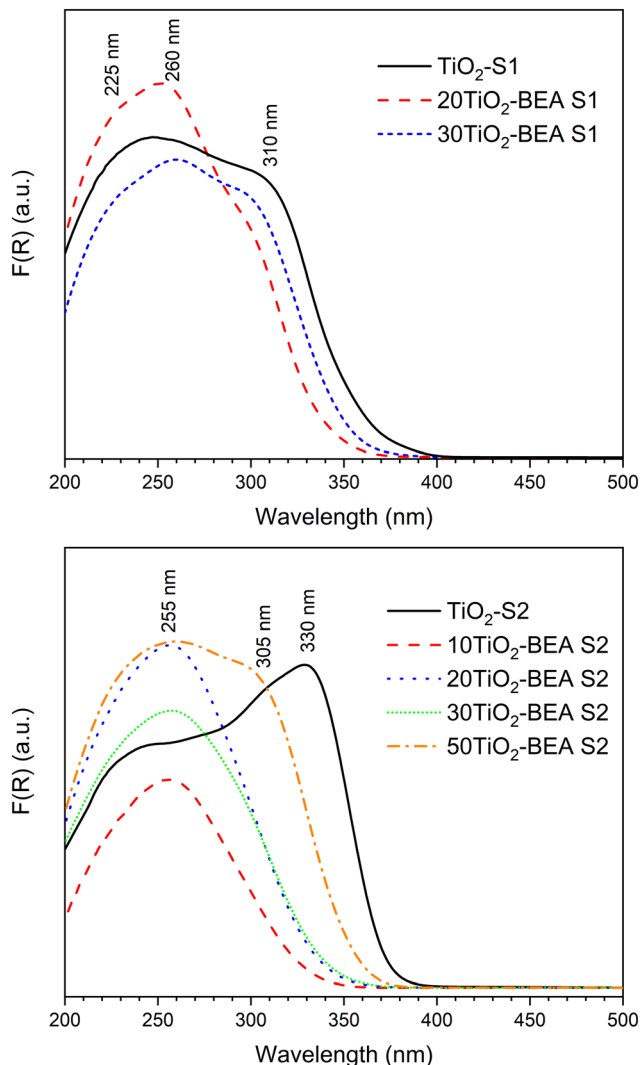 225 nm
260 nm
310 nm
TiO₂-S1
20TiO₂-BEA S1
30TiO₂-BEA S1
F(R) (a.u.)
200 250 300 350 400 450 500
Wavelength (nm)
255 nm
305 nm
330 nm
TiO₂-S2
10TiO₂-BEA S2
20TiO₂-BEA S2
30TiO₂-BEA S2
50TiO₂-BEA S2
F(R) (a.u.)
200 250 300 350 400 450 500
Wavelength (nm)